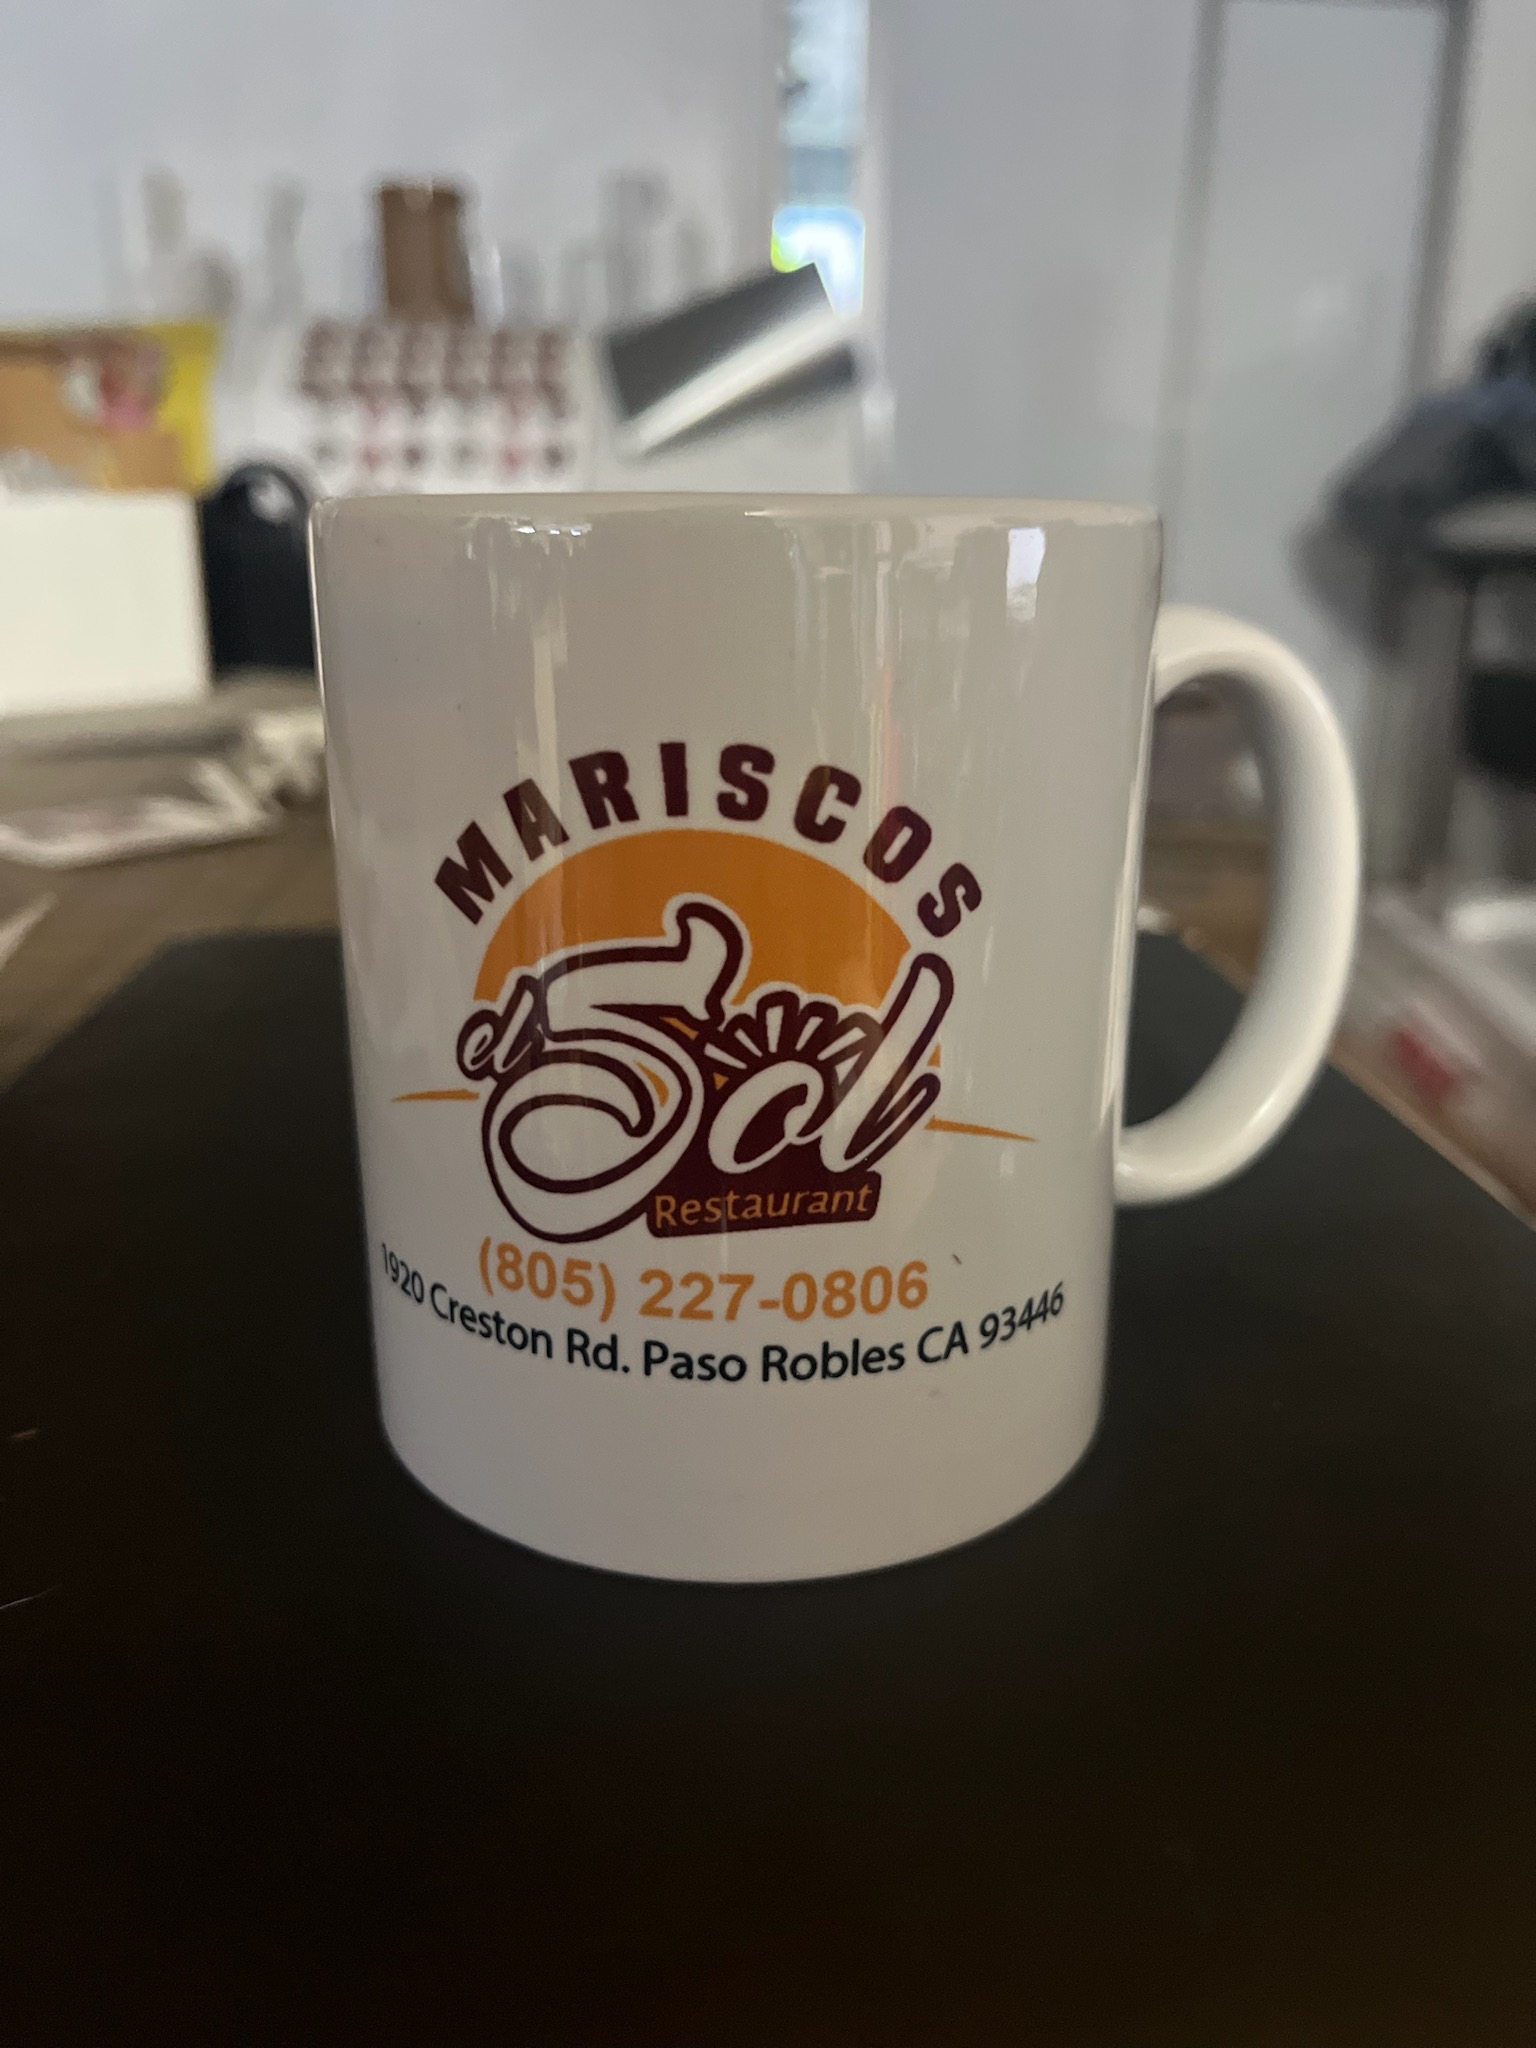 MARISCOS
el Sol
Restaurant
(805) 227-0806
1920 Creston Rd. Paso Robles CA 93446